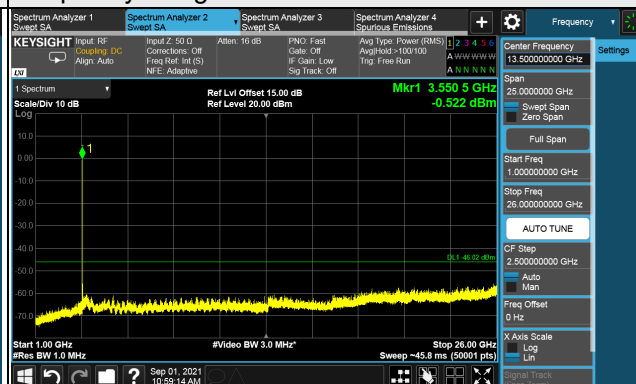 Spectrum Analyzer 1
Swept SA
Spectrum Analyzer 2
Swept SA
Spectrum Analyzer 3
Swept SA
Spectrum Analyzer 4
Spurious Emissions
+
Frequency
KEYSIGHT
Input: RF
Coupling: DC
Align: Auto
Input Z: 50 Ω
Corrections: Off
Freq Ref: Int (S)
NFE: Adaptive
Atten: 16 dB
PNO: Fast
Gate: Off
IF Gain: Low
Sig Track: Off
Avg Type: Power (RMS)
Avg|Hold:>100/100
Trig: Free Run
1 2 3 4 5 6
A W W W W W
A N N N N N
LXI
1 Spectrum
Scale/Div 10 dB
Log
Ref Lvl Offset 15.00 dB
Ref Level 20.00 dBm
Mkr1 3.550 5 GHz
-0.522 dBm
10.0
0.00
-10.0
-20.0
-30.0
-40.0
-50.0
-60.0
-70.0
1
DL1 -46.02 dBm
Start 1.00 GHz
#Res BW 1.0 MHz
#Video BW 3.0 MHz*
Stop 26.00 GHz
Sweep ~45.8 ms (50001 pts)
Center Frequency
13.500000000 GHz
Settings
Span
25.0000000 GHz
Swept Span
Zero Span
Full Span
Start Freq
1.000000000 GHz
Stop Freq
26.000000000 GHz
AUTO TUNE
CF Step
2.500000000 GHz
Auto
Man
Freq Offset
0 Hz
X Axis Scale
Log
Lin
Signal Track
?
Sep 01, 2021
10:59:14 AM